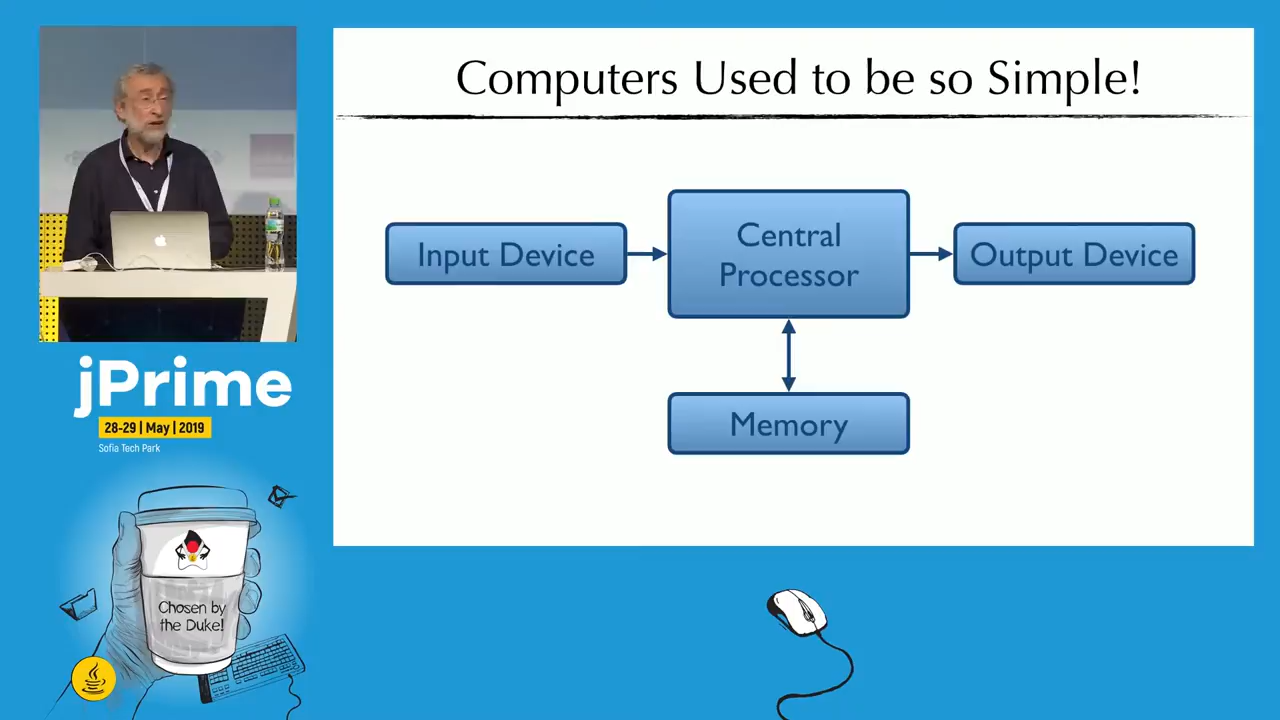 Computers Used to be so Simple!
Input Device
Central
Processor
Output Device
Memory
jPrime
28-29 | May | 2019
Sofia Tech Park
Chosen by
the Duke!